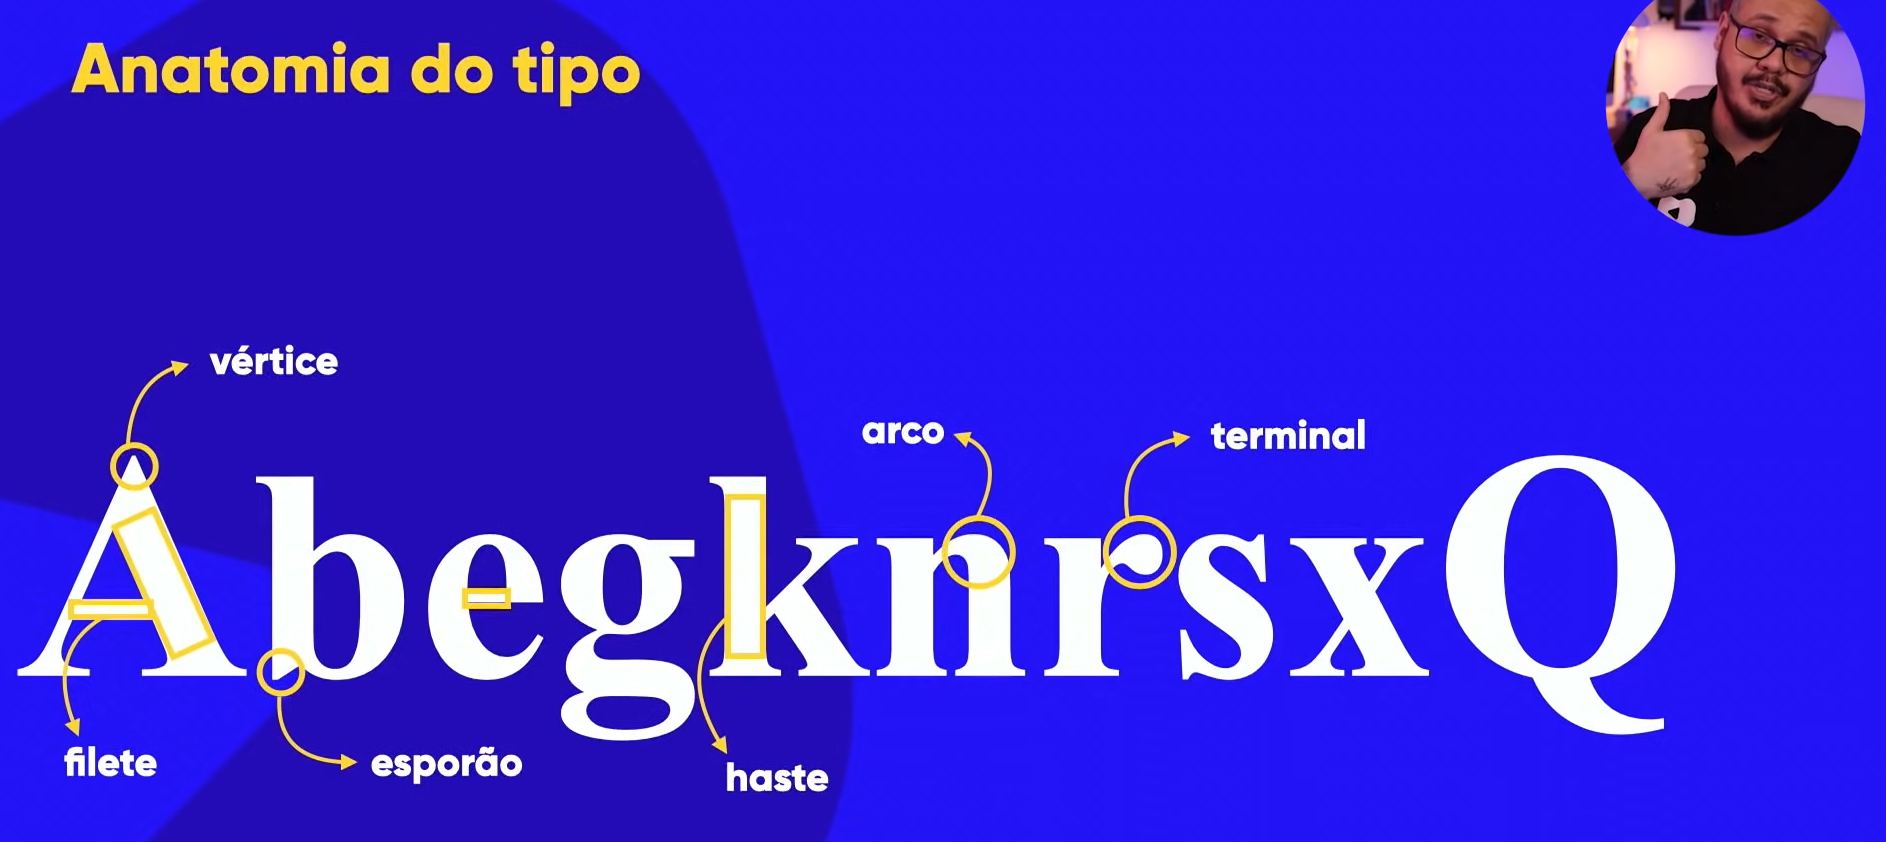 Anatomia do tipo
vértice
arco
terminal
AbegknrsxQ
filete
esporão
haste